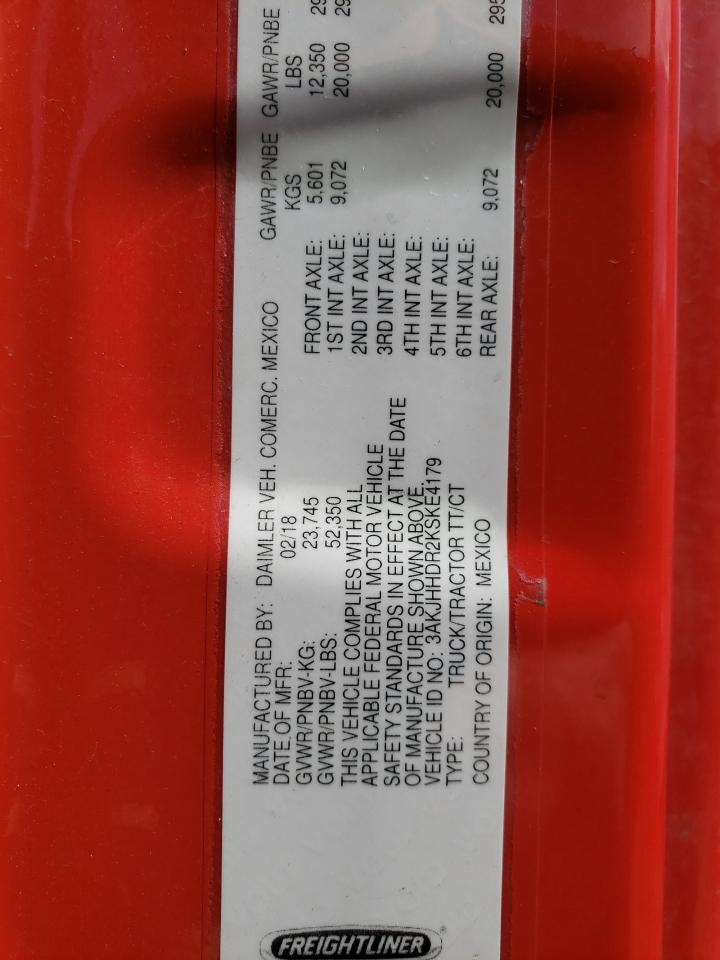 FREIGHTLINER
MANUFACTURED BY: DAIMLER VEH. COMERC. MEXICO
DATE OF MFR: 02/18
GVWR/PNBV-KG: 23,745
GVWR/PNBV-LBS: 52,350
THIS VEHICLE COMPLIES WITH ALL
APPLICABLE FEDERAL MOTOR VEHICLE
SAFETY STANDARDS IN EFFECT AT THE DATE
OF MANUFACTURE SHOWN ABOVE.
VEHICLE ID NO: 3AKJHHDR2KSKE4179
TYPE: TRUCK/TRACTOR TT/CT
COUNTRY OF ORIGIN: MEXICO
GAWR/PNBE GAWR/PNBE
KGS LBS
FRONT AXLE: 5,601 12,350
1ST INT AXLE: 9,072 20,000
2ND INT AXLE:
3RD INT AXLE:
4TH INT AXLE:
5TH INT AXLE:
6TH INT AXLE:
REAR AXLE: 9,072 20,000